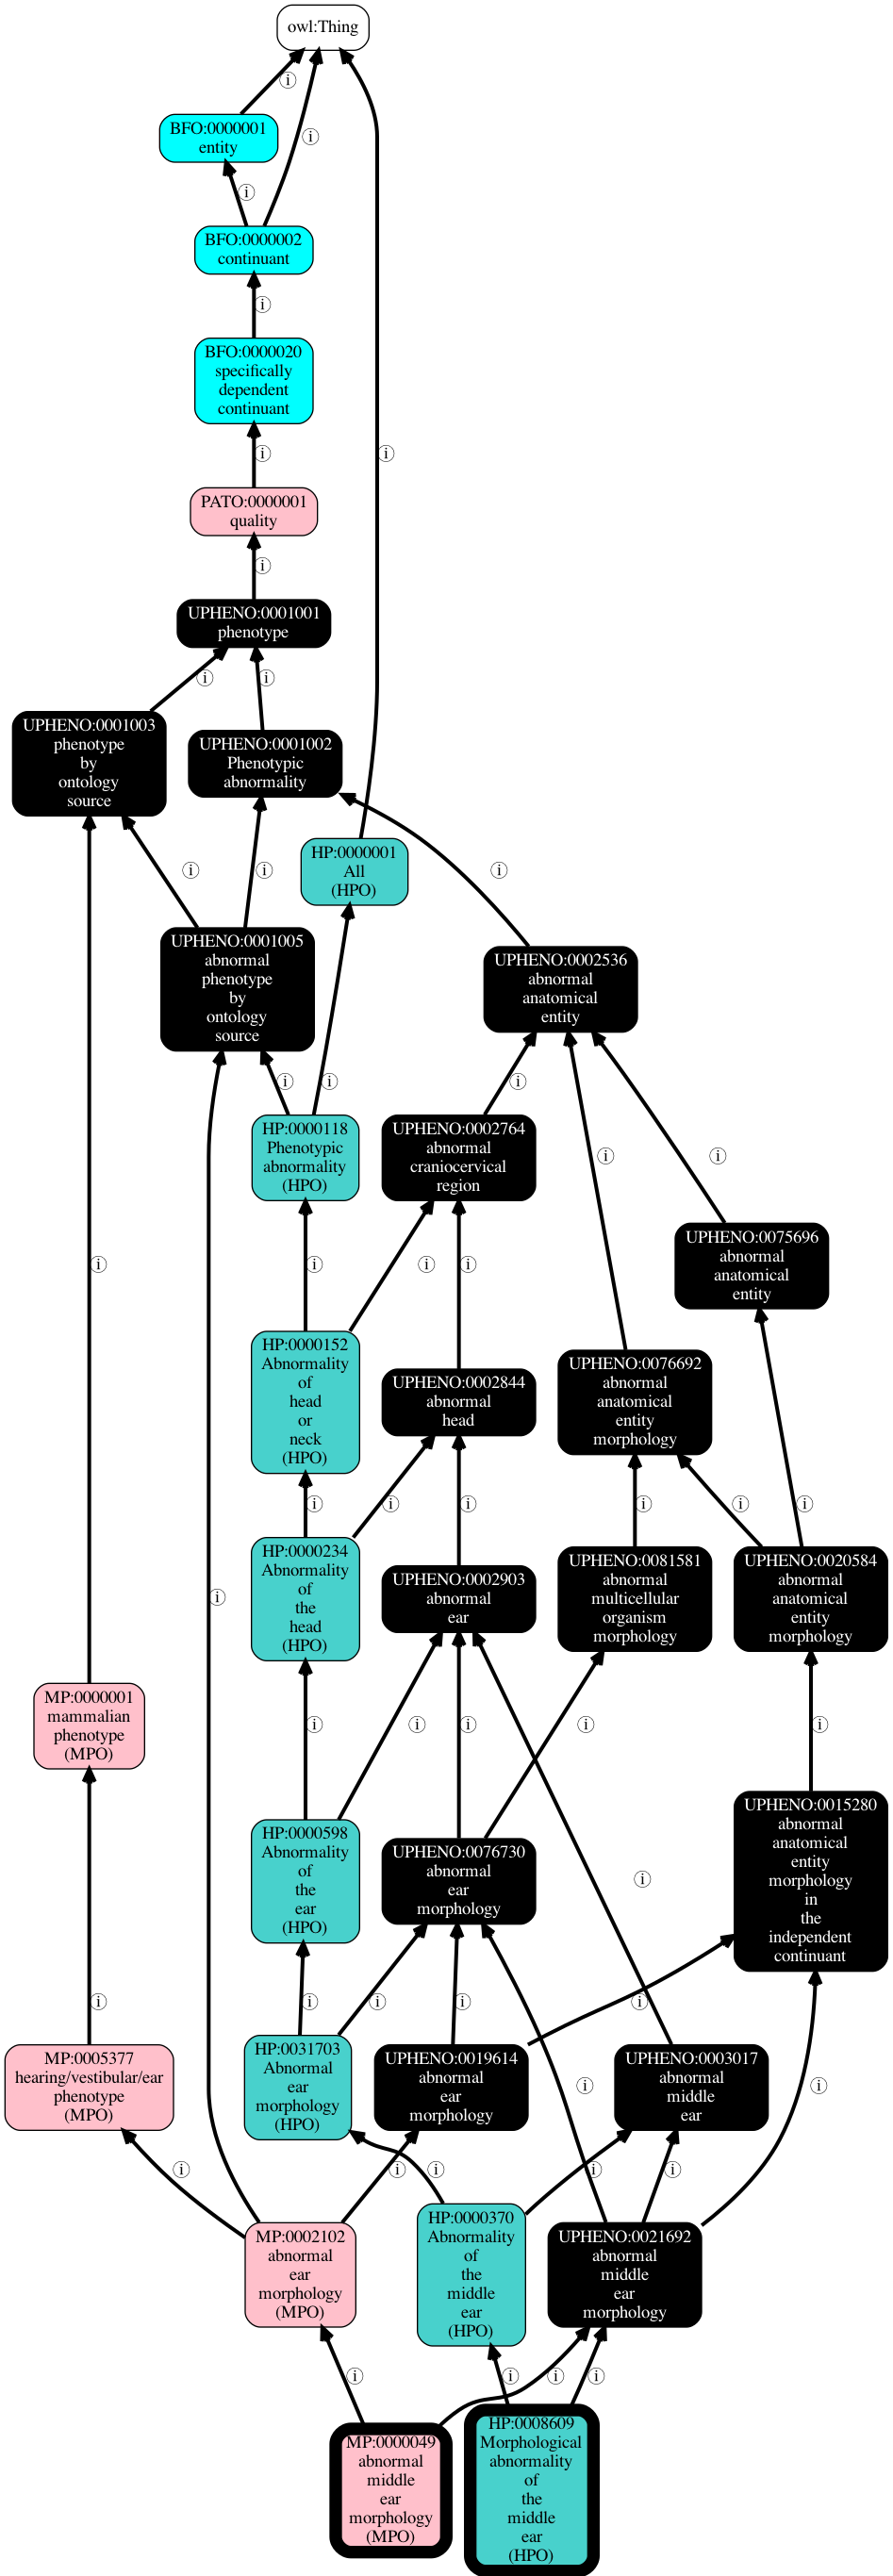 owl:Thing
ⓘ
BFO:0000001
entity
ⓘ
ⓘ
BFO:0000002
continuant
ⓘ
BFO:0000020
specifically
dependent
continuant
ⓘ
ⓘ
PATO:0000001
quality
ⓘ
UPHENO:0001001
phenotype
ⓘ
ⓘ
UPHENO:0001003
phenotype
by
ontology
source
UPHENO:0001002
Phenotypic
abnormality
HP:0000001
All
(HPO)
ⓘ
ⓘ
ⓘ
UPHENO:0001005
abnormal
phenotype
by
ontology
source
UPHENO:0002536
abnormal
anatomical
entity
ⓘ
ⓘ
ⓘ
HP:0000118
Phenotypic
abnormality
(HPO)
UPHENO:0002764
abnormal
craniocervical
region
ⓘ
ⓘ
UPHENO:0075696
abnormal
anatomical
entity
ⓘ
ⓘ
ⓘ
ⓘ
HP:0000152
Abnormality
of
head
or
neck
(HPO)
UPHENO:0002844
abnormal
head
UPHENO:0076692
abnormal
anatomical
entity
morphology
ⓘ
ⓘ
ⓘ
ⓘ
ⓘ
ⓘ
HP:0000234
Abnormality
of
the
head
(HPO)
UPHENO:0002903
abnormal
ear
UPHENO:0081581
abnormal
multicellular
organism
morphology
UPHENO:0020584
abnormal
anatomical
entity
morphology
ⓘ
MP:0000001
mammalian
phenotype
(MPO)
ⓘ
ⓘ
ⓘ
ⓘ
ⓘ
HP:0000598
Abnormality
of
the
ear
(HPO)
UPHENO:0076730
abnormal
ear
morphology
UPHENO:0015280
abnormal
anatomical
entity
morphology
in
the
independent
continuant
ⓘ
ⓘ
ⓘ
ⓘ
ⓘ
ⓘ
MP:0005377
hearing/vestibular/ear
phenotype
(MPO)
HP:0031703
Abnormal
ear
morphology
(HPO)
UPHENO:0019614
abnormal
ear
morphology
UPHENO:0003017
abnormal
middle
ear
ⓘ
ⓘ
ⓘ
ⓘ
ⓘ
ⓘ
ⓘ
MP:0002102
abnormal
ear
morphology
(MPO)
HP:0000370
Abnormality
of
the
middle
ear
(HPO)
UPHENO:0021692
abnormal
middle
ear
morphology
ⓘ
ⓘ
ⓘ
ⓘ
MP:0000049
abnormal
middle
ear
morphology
(MPO)
HP:0008609
Morphological
abnormality
of
the
middle
ear
(HPO)